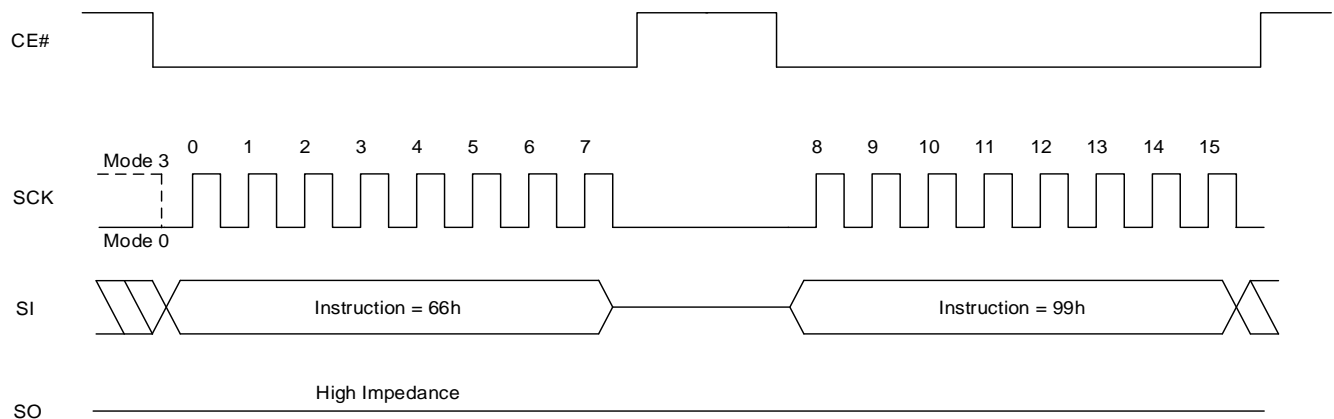 CE#
0 1 2 3 4 5 6 7 8 9 10 11 12 13 14 15
Mode 3
SCK
Mode 0
SI
Instruction = 66h
Instruction = 99h
High Impedance
SO